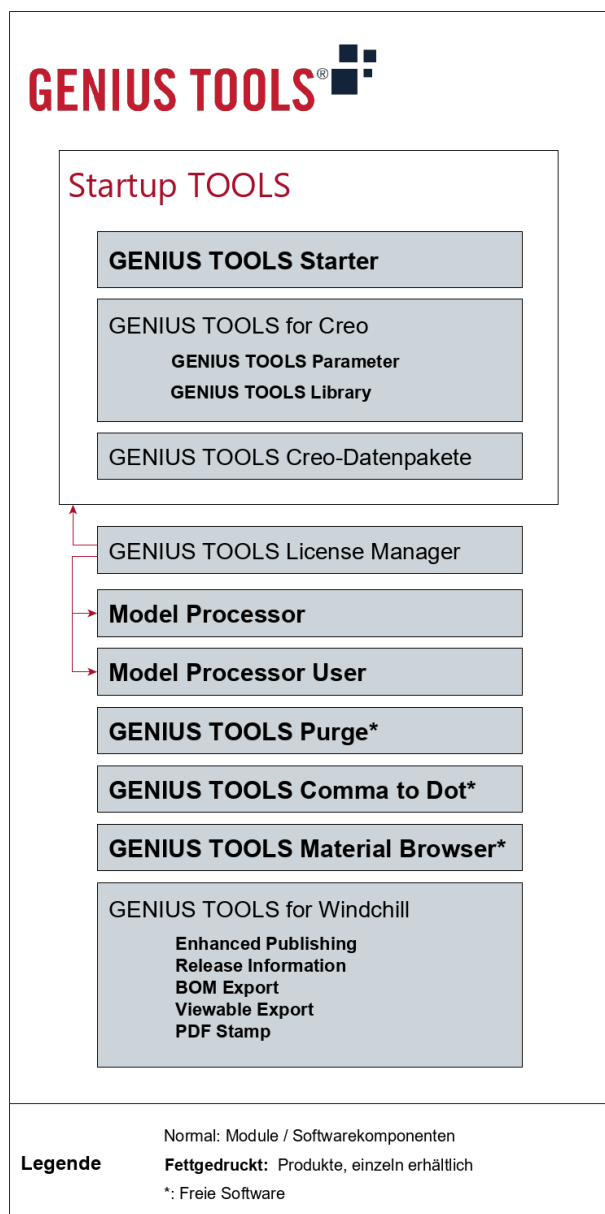 GENIUS TOOLS®
Startup TOOLS
GENIUS TOOLS Starter
GENIUS TOOLS for Creo
GENIUS TOOLS Parameter
GENIUS TOOLS Library
GENIUS TOOLS Creo-Datenpakete
GENIUS TOOLS License Manager
Model Processor
Model Processor User
GENIUS TOOLS Purge*
GENIUS TOOLS Comma to Dot*
GENIUS TOOLS Material Browser*
GENIUS TOOLS for Windchill
Enhanced Publishing
Release Information
BOM Export
Viewable Export
PDF Stamp
Legende
Normal: Module / Softwarekomponenten
Fettgedruckt: Produkte, einzeln erhältlich
*: Freie Software